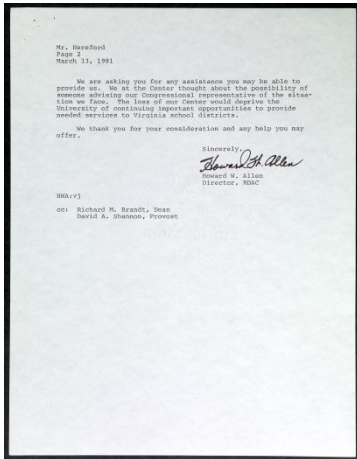 Mr. Hereford
Page 2
March 13, 1981
We are asking you for any assistance you may be able to
provide us. We at the Center thought about the possibility of
someone advising our Congressional representative of the situa-
tion we face. The loss of our Center would deprive the
University of continuing important opportunities to provide
needed services to Virginia school districts.
We thank you for your consideration and any help you may
offer.
Sincerely,
Howard W. Allen
Howard W. Allen
Director, RDAC
HWA:vj
cc: Richard M. Brandt, Dean
David A. Shannon, Provost